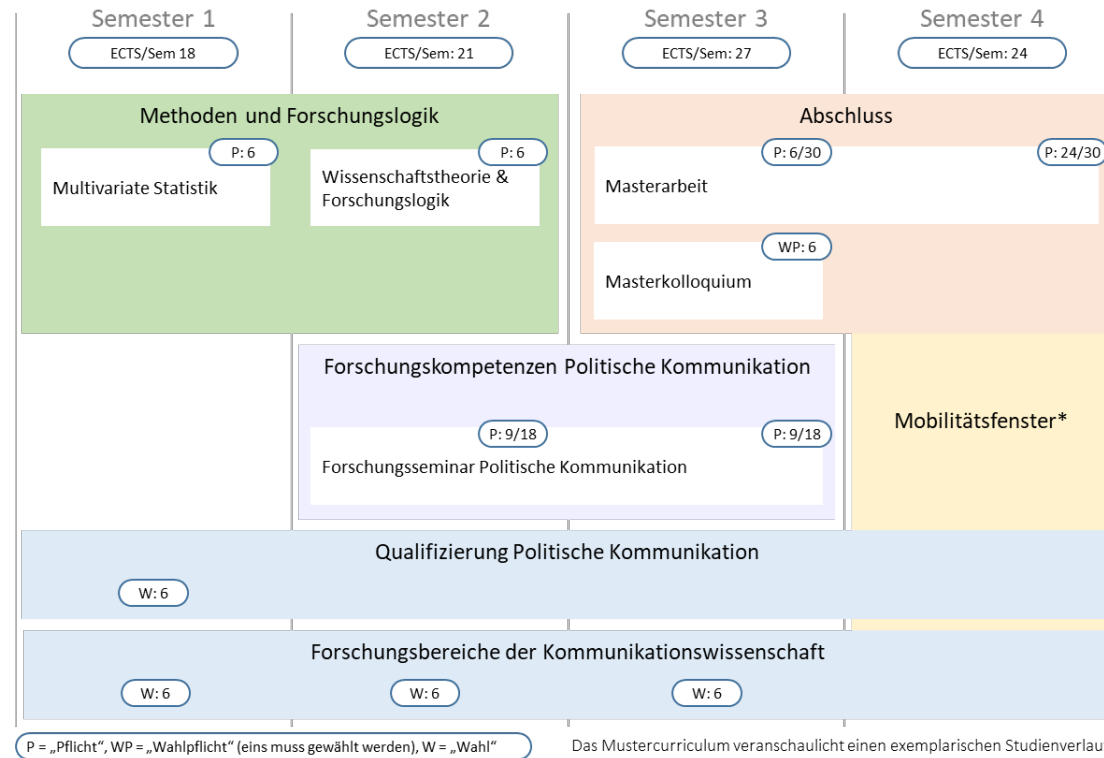 Semester 1
Semester 2
Semester 3
Semester 4
ECTS/Sem 18
ECTS/Sem: 21
ECTS/Sem: 27
ECTS/Sem: 24
Methoden und Forschungslogik
Abschluss
P: 6
P: 6
P: 6/30
P: 24/30
Multivariate Statistik
Wissenschaftstheorie &
Forschungslogik
Masterarbeit
WP: 6
Masterkolloquium
Forschungskompetenzen Politische Kommunikation
Mobilitätsfenster*
P: 9/18
P: 9/18
Forschungsseminar Politische Kommunikation
Qualifizierung Politische Kommunikation
W: 6
Forschungsbereiche der Kommunikationswissenschaft
W: 6
W: 6
W: 6
P = „Pflicht“, WP = „Wahlpflicht“ (eins muss gewählt werden), W = „Wahl“
Das Mustercurriculum veranschaulicht einen exemplarischen Studienverlau